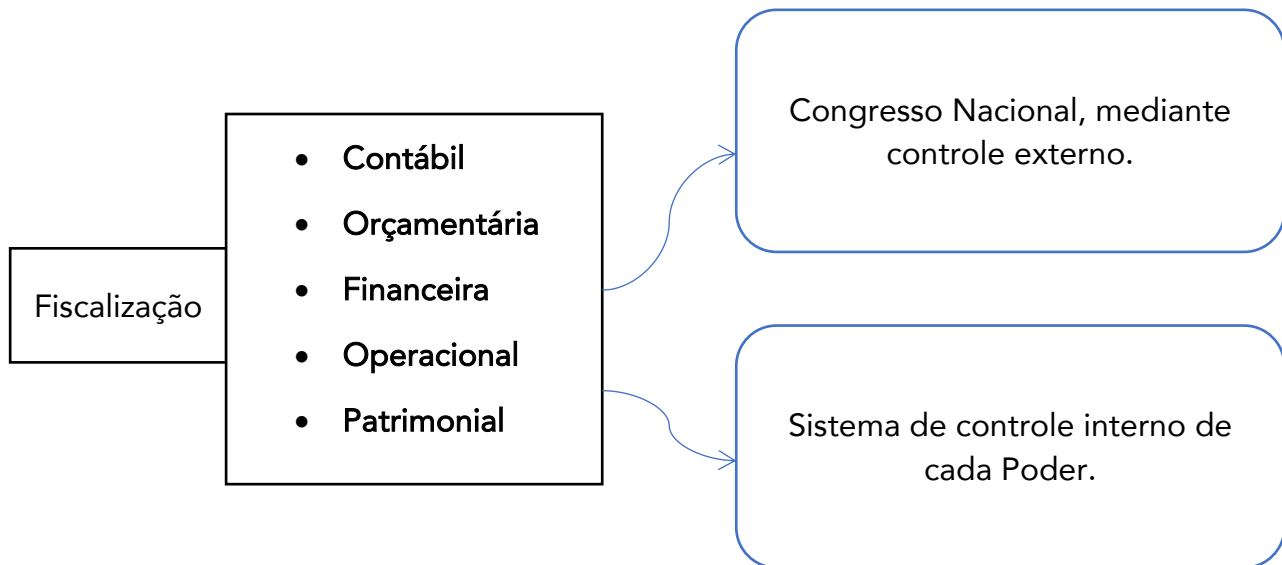 Fiscalização
• Contábil
• Orçamentária
• Financeira
• Operacional
• Patrimonial
Congresso Nacional, mediante
controle externo.
Sistema de controle interno de
cada Poder.